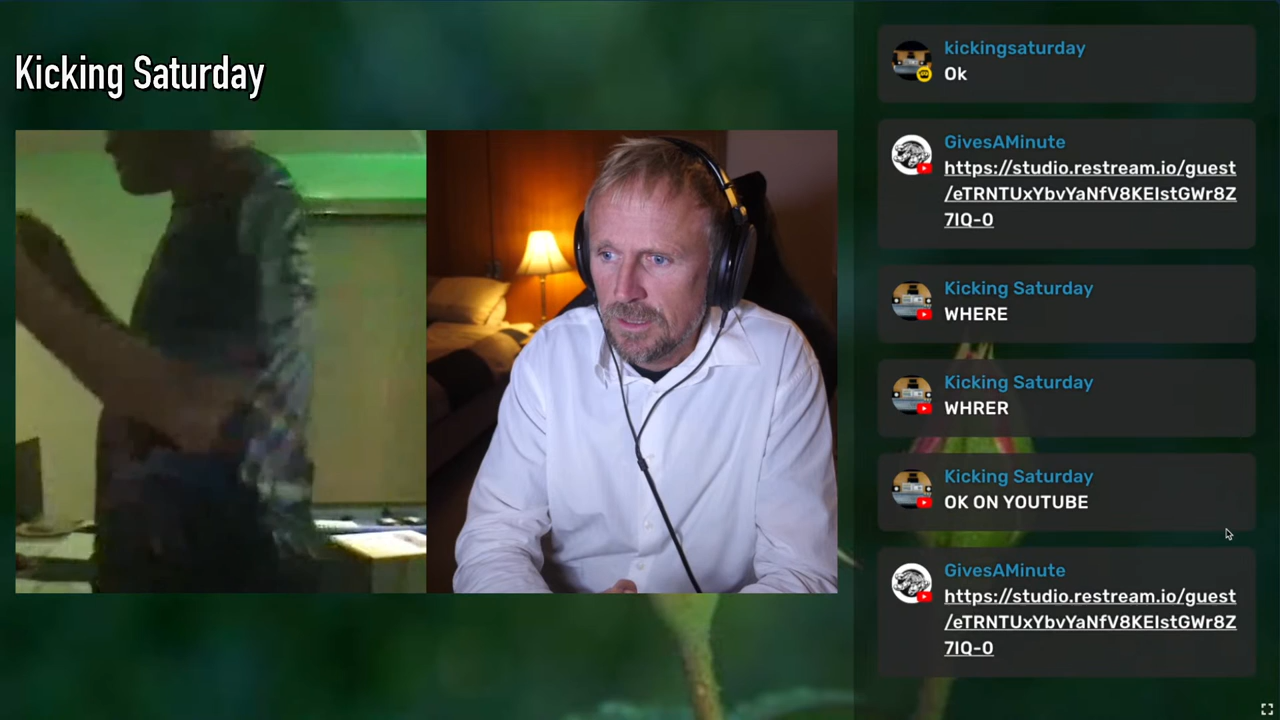 Kicking Saturday
kickingsaturday
Ok
GivesAMinute
https://studio.restream.io/guest
/eTRNTUxYbvYaNfV8KEIstGWr8Z
7IQ-0
Kicking Saturday
WHERE
Kicking Saturday
WHRER
Kicking Saturday
OK ON YOUTUBE
GivesAMinute
https://studio.restream.io/guest
/eTRNTUxYbvYaNfV8KEIstGWr8Z
7IQ-0